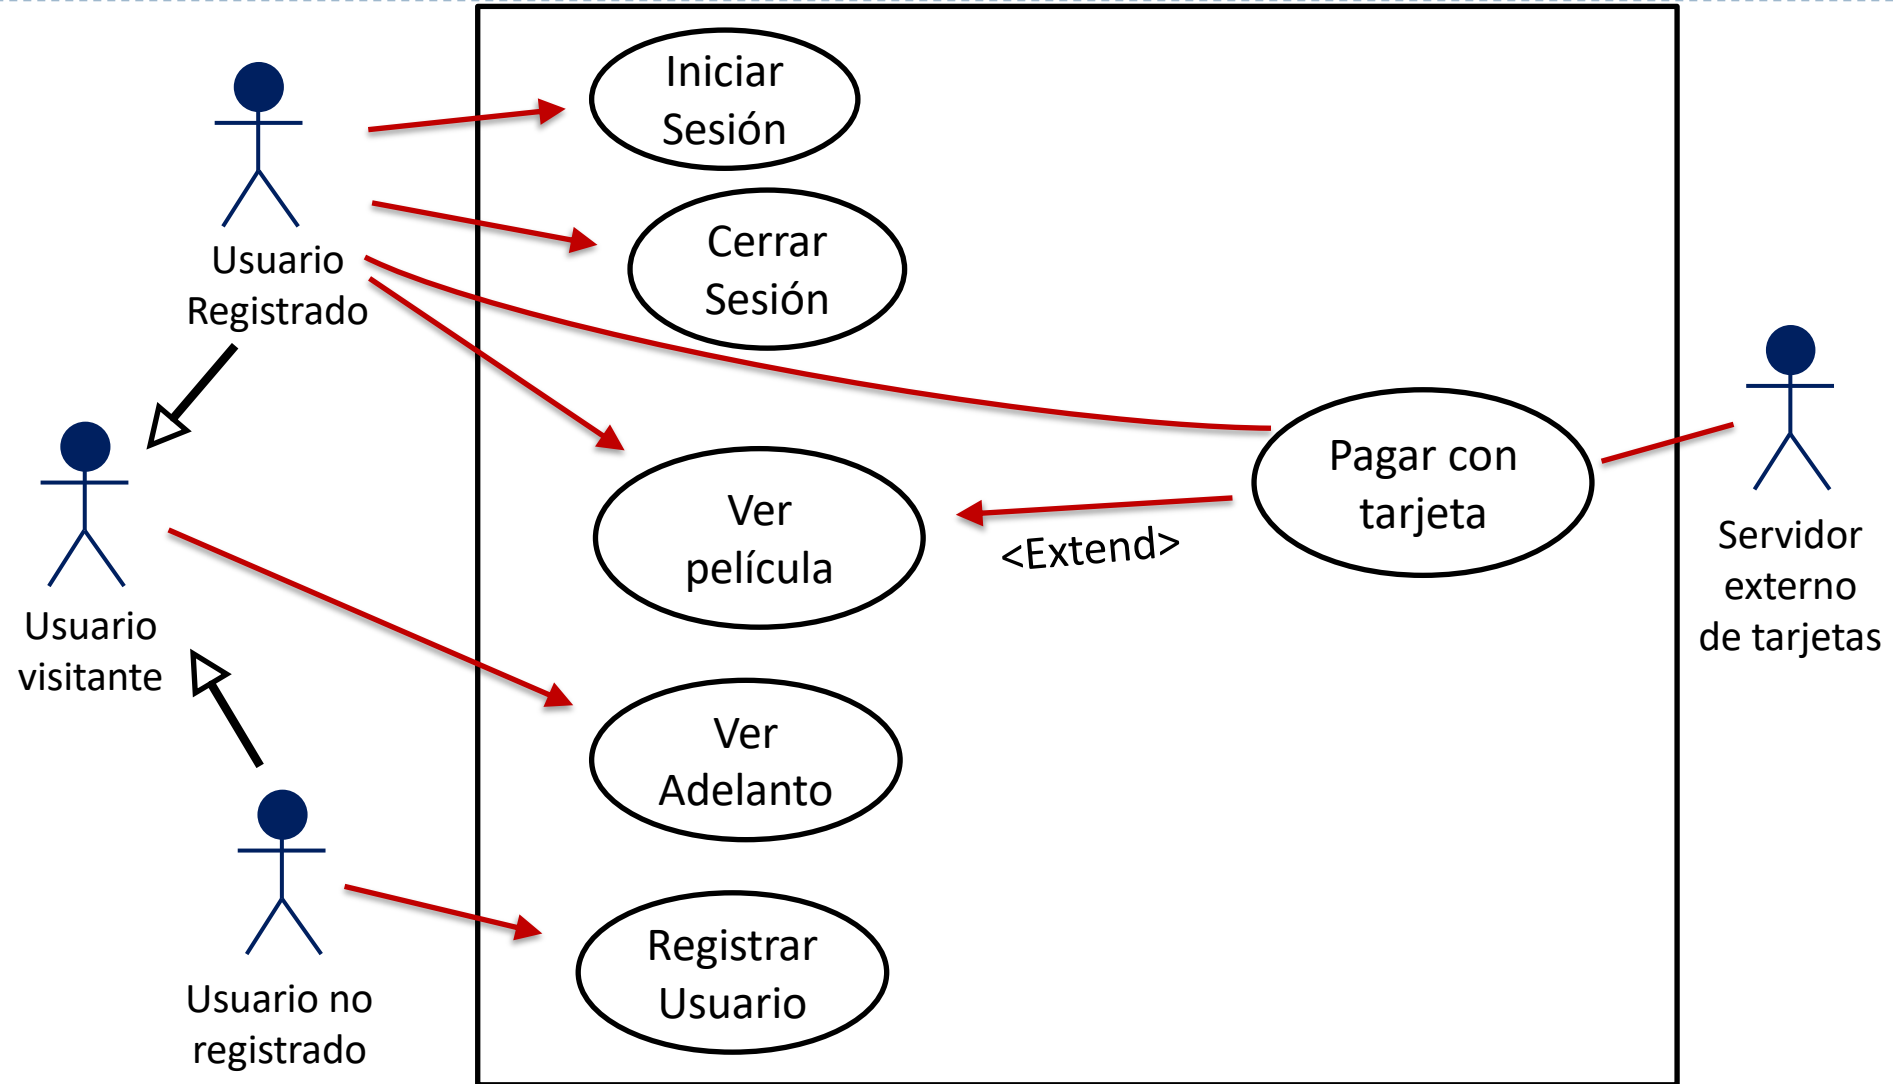 Iniciar
Sesión
Usuario
Registrado
Cerrar
Sesión
Pagar con
tarjeta
Ver
película
<Extend>
Servidor
externo
de tarjetas
Usuario
visitante
Ver
Adelanto
Registrar
Usuario
Usuario no
registrado